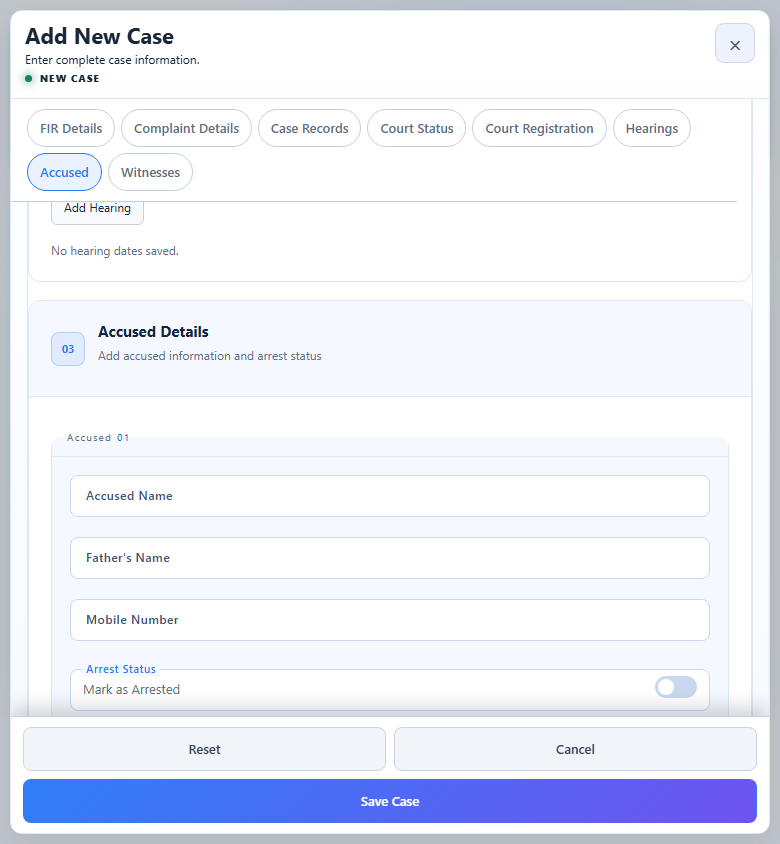 Add New Case
Enter complete case information.
NEW CASE
×
FIR Details
Complaint Details
Case Records
Court Status
Court Registration
Hearings
Accused
Witnesses
Add Hearing
No hearing dates saved.
03
Accused Details
Add accused information and arrest status
Accused 01
Accused Name
Father's Name
Mobile Number
Arrest Status
Mark as Arrested
Reset
Cancel
Save Case